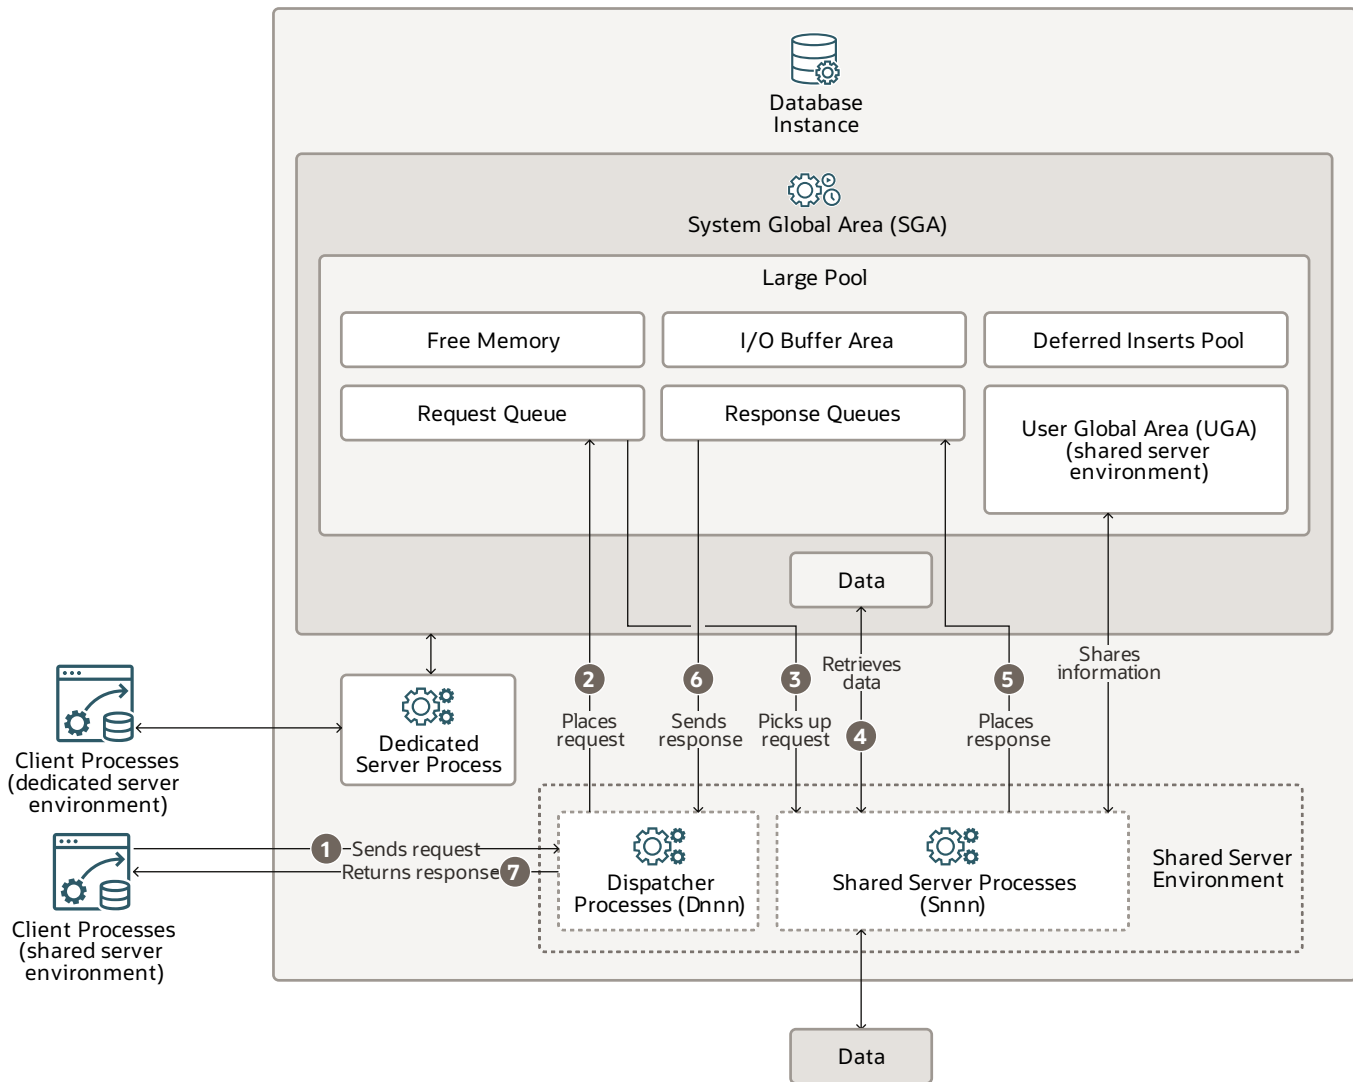 Database
Instance
System Global Area (SGA)
Large Pool
Free Memory
I/O Buffer Area
Deferred Inserts Pool
Request Queue
Response Queues
User Global Area (UGA)
(shared server
environment)
Data
2
Places
request
6
Sends
response
3
Picks up
request
Retrieves
data
4
5
Places
response
Shares
information
Dedicated
Server Process
Client Processes
(dedicated server
environment)
1
Sends request
Returns response
7
Client Processes
(shared server
environment)
Dispatcher
Processes (Dnnn)
Shared Server Processes
(Snnn)
Shared Server
Environment
Data